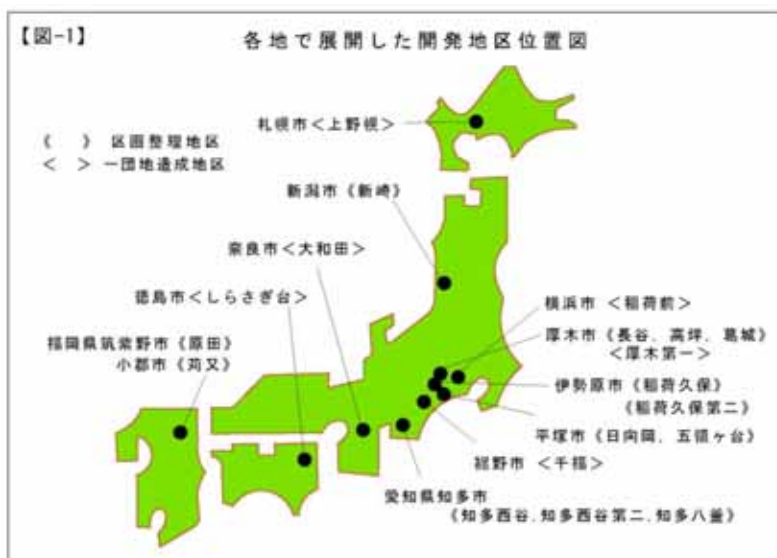 【図-1】
各地で展開した開発地区位置図
《　》 区画整理地区
＜　＞ 一団地造成地区
札幌市＜上野幌＞
新潟市《新崎》
奈良市＜大和田＞
徳島市＜しらさぎ台＞
福岡県筑紫野市《原田》
小郡市《苅又》
横浜市 ＜稲荷前＞
厚木市《長谷、高坪、葛城》
＜厚木第一＞
伊勢原市《稲荷久保》
《稲荷久保第二》
平塚市《日向岡、五領ヶ台》
裾野市 ＜千福＞
愛知県知多市
《知多西谷、知多西谷第二、知多八釜》